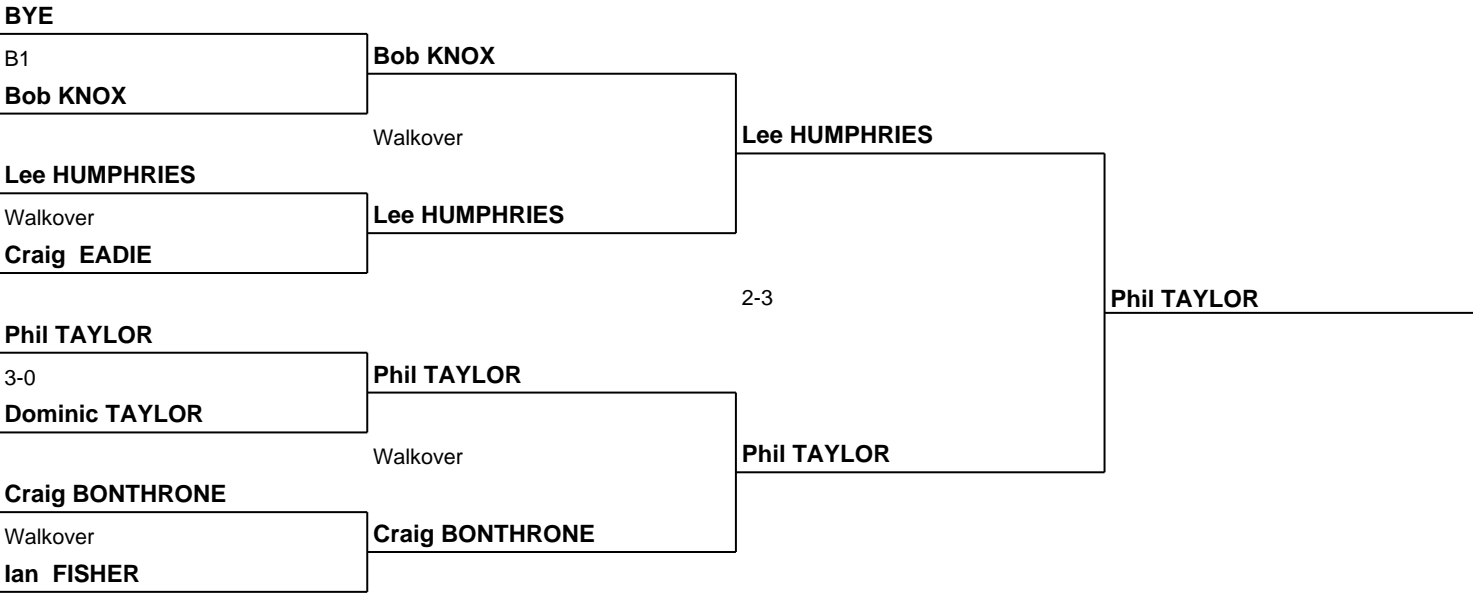 BYE
B1
Bob KNOX
Bob KNOX
Walkover
Lee HUMPHRIES
Lee HUMPHRIES
Walkover
Craig  EADIE
Lee HUMPHRIES
2-3
Phil TAYLOR
Phil TAYLOR
3-0
Dominic TAYLOR
Phil TAYLOR
Walkover
Phil TAYLOR
Craig BONTHRONE
Walkover
Ian  FISHER
Craig BONTHRONE